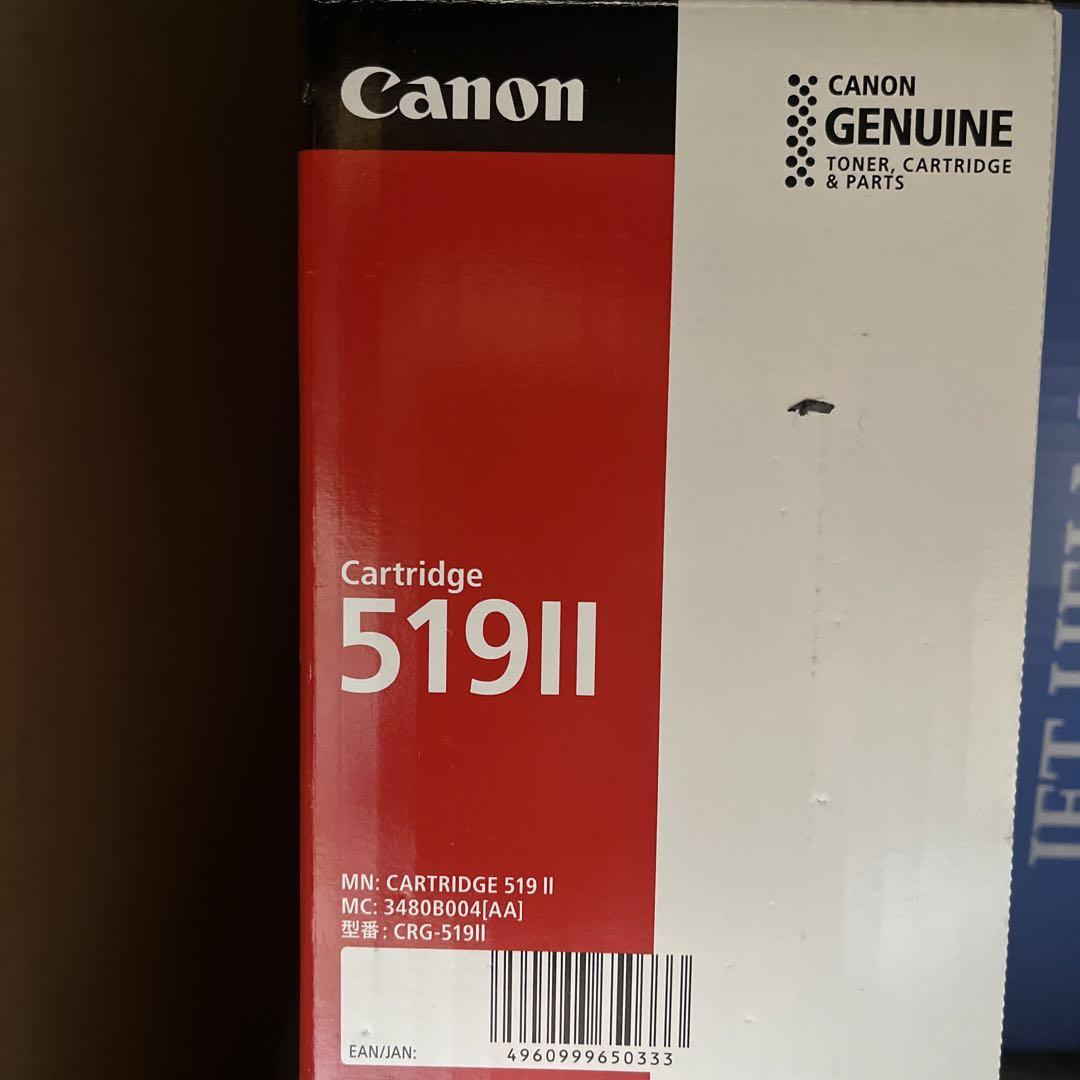 Canon
CANON
GENUINE
TONER, CARTRIDGE
& PARTS
Cartridge
519II
MN: CARTRIDGE 519 II
MC: 3480B004[AA]
型番: CRG-519II
EAN/JAN:
4960999650333